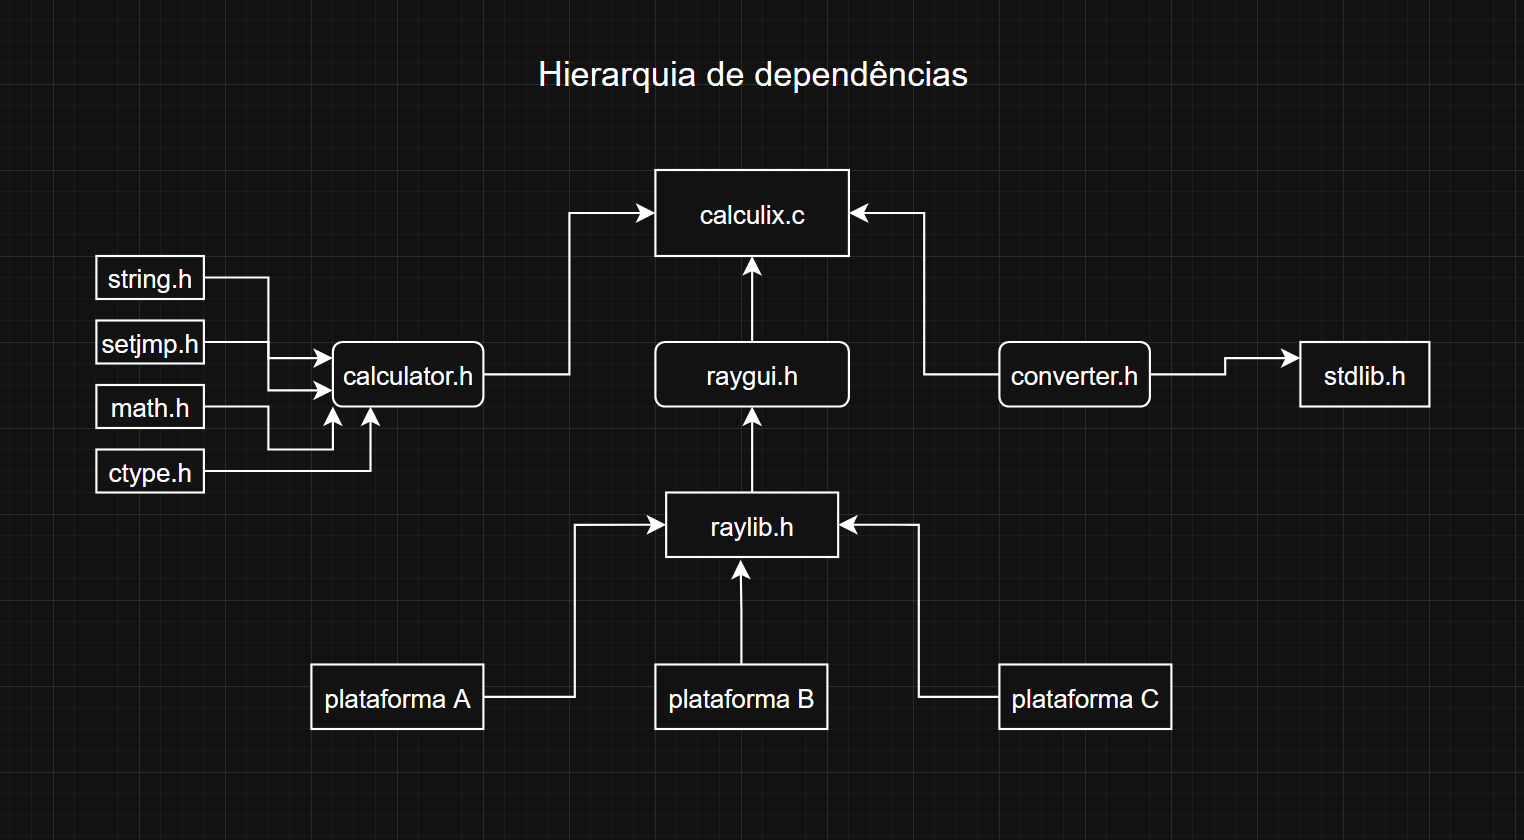 Hierarquia de dependências
calculix.c
string.h
setjmp.h
math.h
ctype.h
calculator.h
raygui.h
converter.h
stdlib.h
raylib.h
plataforma A
plataforma B
plataforma C